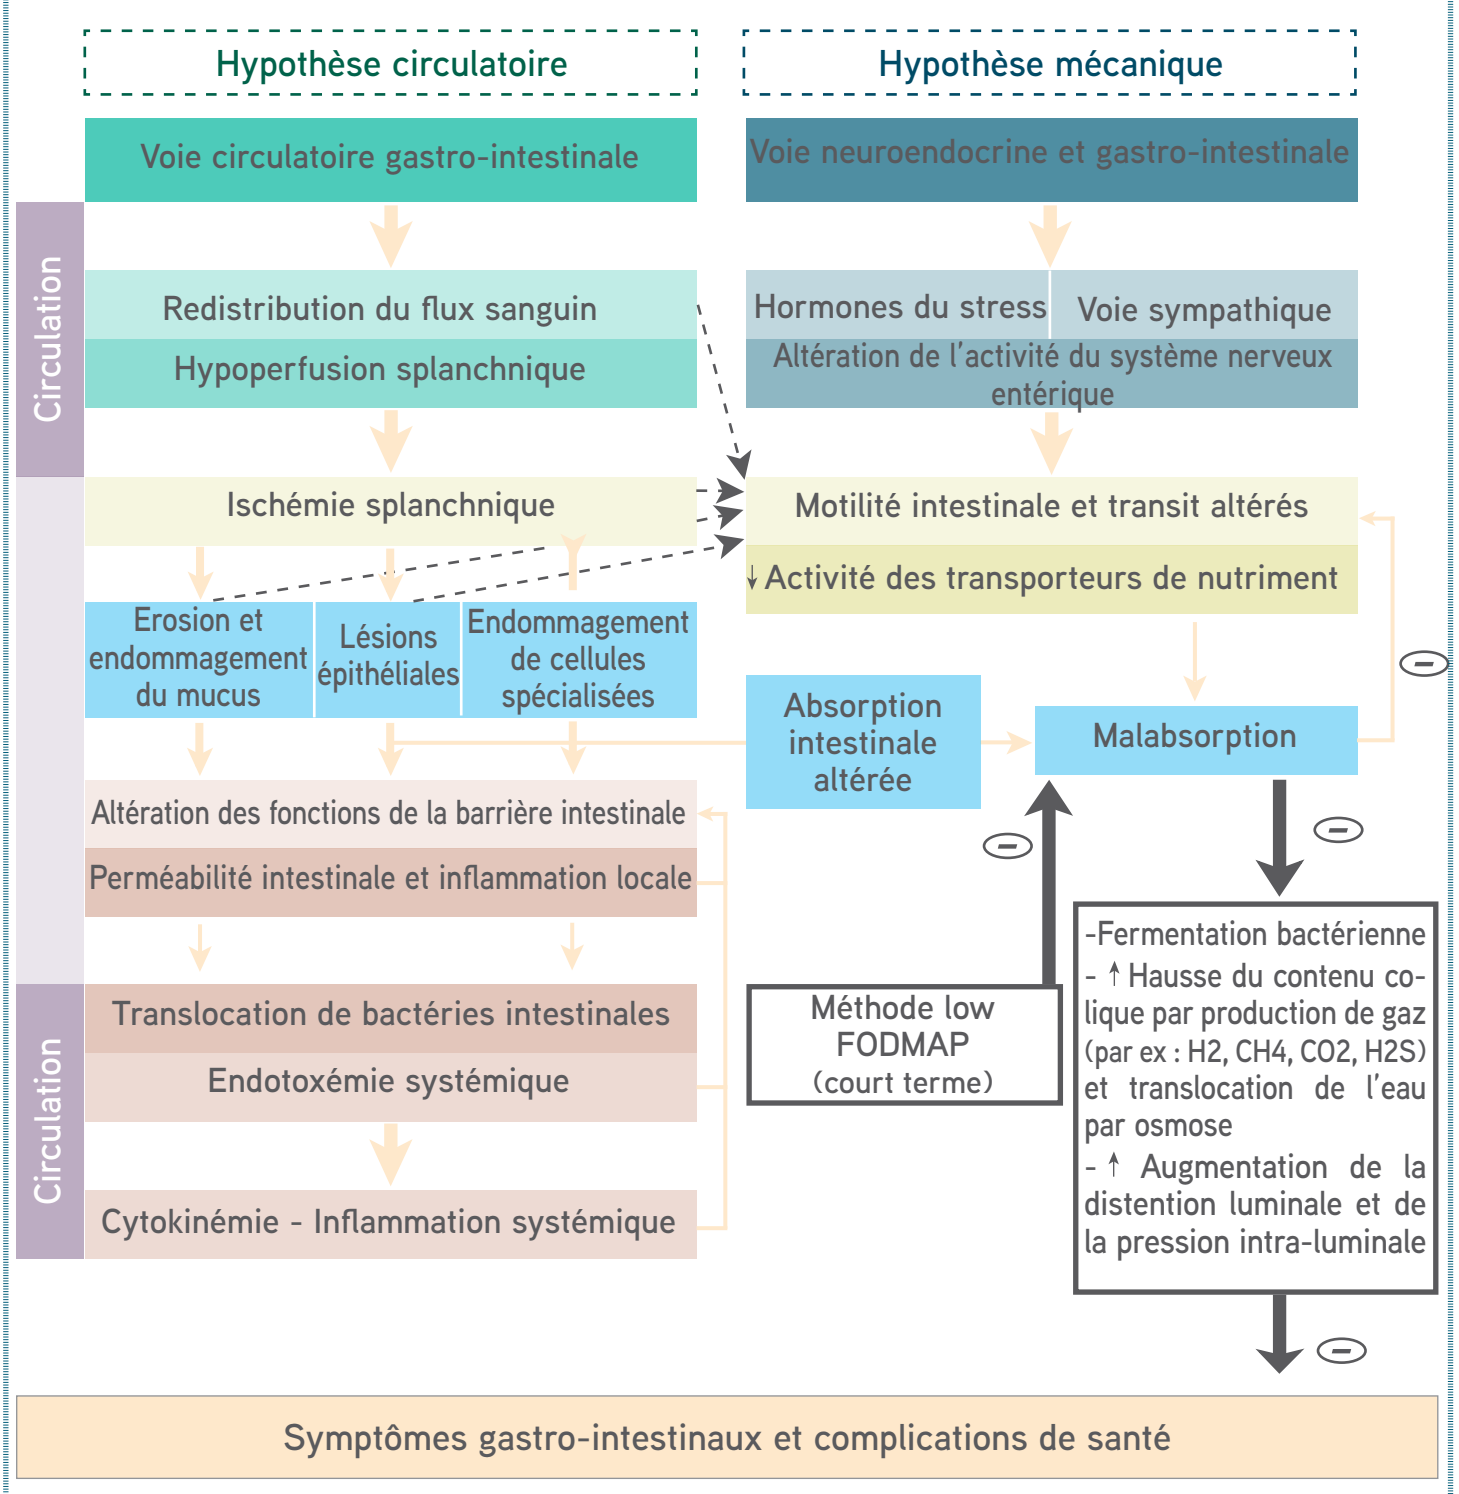 Hypothèse circulatoire
Hypothèse mécanique
Voie circulatoire gastro-intestinale
Voie neuroendocrine et gastro-intestinale
Circulation
Redistribution du flux sanguin
Hypoperfusion splanchnique
Hormones du stress
Voie sympathique
Altération de l'activité du système nerveux
entérique
Ischémie splanchnique
Motilité intestinale et transit altérés
↓ Activité des transporteurs de nutriment
Erosion et
endommagement
du mucus
Lésions
épithéliales
Endommagement
de cellules
spécialisées
Absorption
intestinale
altérée
Malabsorption
−
Altération des fonctions de la barrière intestinale
Perméabilité intestinale et inflammation locale
−
−
Circulation
Translocation de bactéries intestinales
Endotoxémie systémique
Cytokinémie - Inflammation systémique
Méthode low
FODMAP
(court terme)
-Fermentation bactérienne
- ↑ Hausse du contenu co-
lique par production de gaz
(par ex : H2, CH4, CO2, H2S)
et translocation de l'eau
par osmose
- ↑ Augmentation de la
distention luminale et de
la pression intra-luminale
−
Symptômes gastro-intestinaux et complications de santé